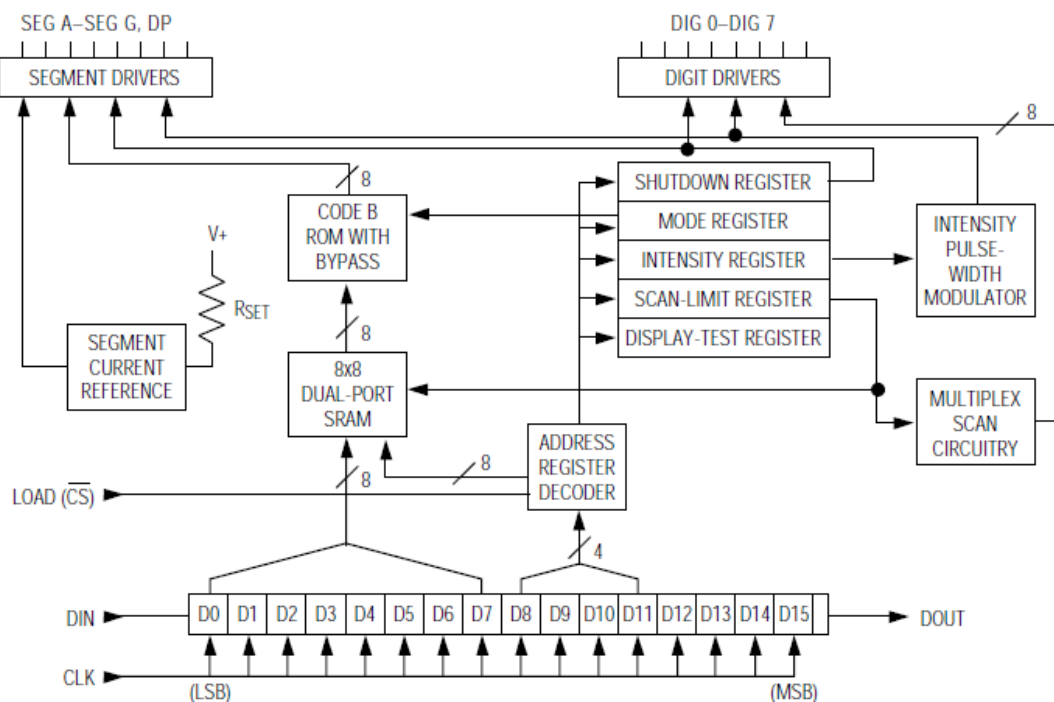 SEG A–SEG G, DP
DIG 0–DIG 7
SEGMENT DRIVERS
DIGIT DRIVERS
8
8
SHUTDOWN REGISTER
MODE REGISTER
INTENSITY REGISTER
SCAN-LIMIT REGISTER
DISPLAY-TEST REGISTER
CODE B
ROM WITH
BYPASS
INTENSITY
PULSE-
WIDTH
MODULATOR
V+
RSET
8
SEGMENT
CURRENT
REFERENCE
8x8
DUAL-PORT
SRAM
MULTIPLEX
SCAN
CIRCUITRY
ADDRESS
REGISTER
DECODER
8
8
LOAD (C̅S̅)
4
DIN
D0 D1 D2 D3 D4 D5 D6 D7 D8 D9 D10 D11 D12 D13 D14 D15
DOUT
CLK
(LSB)
(MSB)